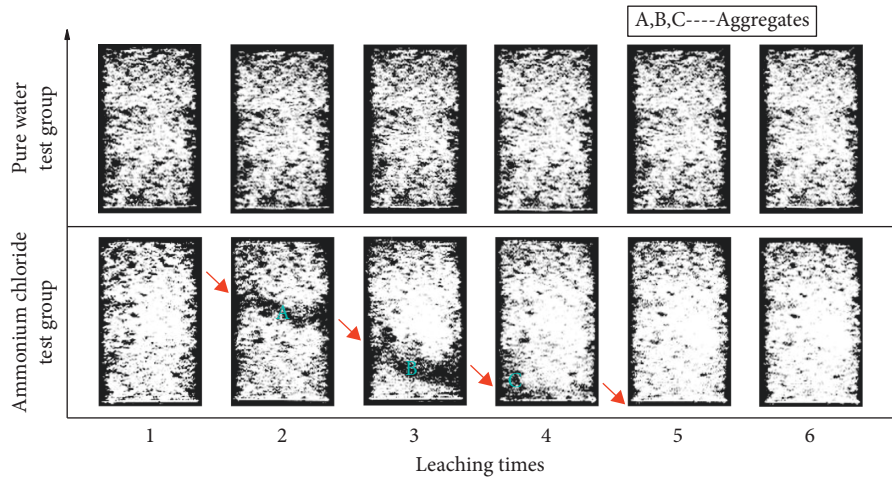 A,B,C----Aggregates
Pure water
test group
Ammonium chloride
test group
A
B
C
1 2 3 4 5 6
Leaching times